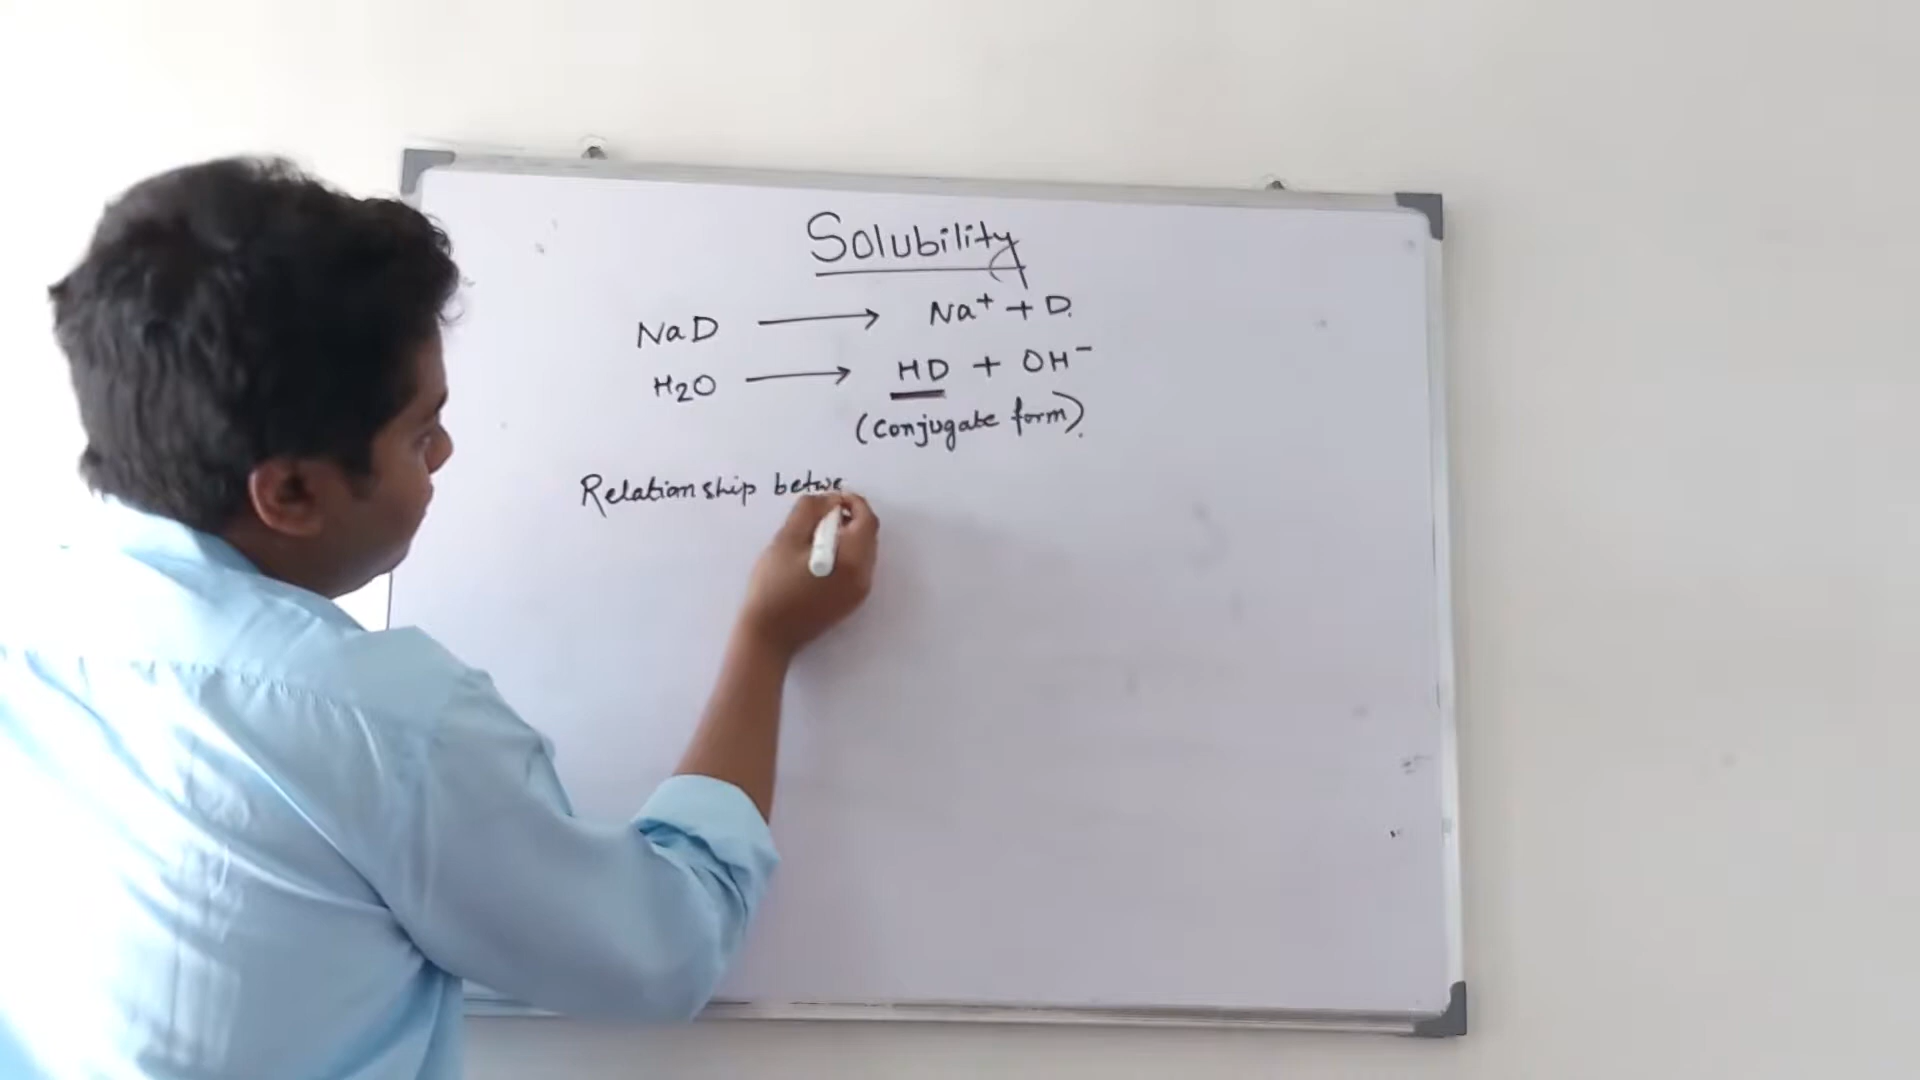 Solubility
NaD ⟶ Na⁺ + D.
H₂O ⟶ HD + OH⁻
(Conjugate form).
Relationship betwe